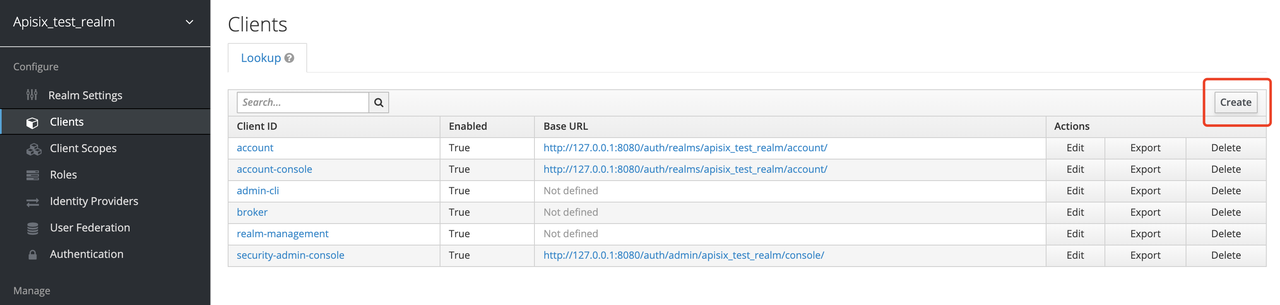 Apisix_test_realm
Configure
Realm Settings
Clients
Client Scopes
Roles
Identity Providers
User Federation
Authentication
Manage
Clients
Lookup
Search...
Create
Client ID Enabled Base URL Actions
account True http://127.0.0.1:8080/auth/realms/apisix_test_realm/account/ Edit Export Delete
account-console True http://127.0.0.1:8080/auth/realms/apisix_test_realm/account/ Edit Export Delete
admin-cli True Not defined Edit Export Delete
broker True Not defined Edit Export Delete
realm-management True Not defined Edit Export Delete
security-admin-console True http://127.0.0.1:8080/auth/admin/apisix_test_realm/console/ Edit Export Delete